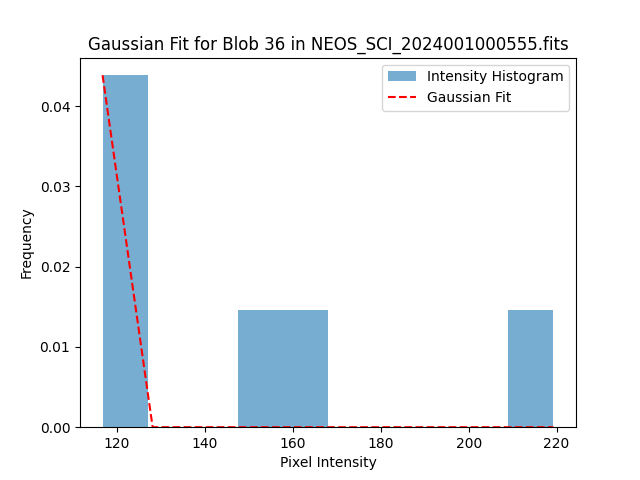 Gaussian Fit for Blob 36 in NEOS_SCI_2024001000555.fits
Intensity Histogram
Gaussian Fit
Frequency
0.04
0.03
0.02
0.01
0.00
120 140 160 180 200 220
Pixel Intensity